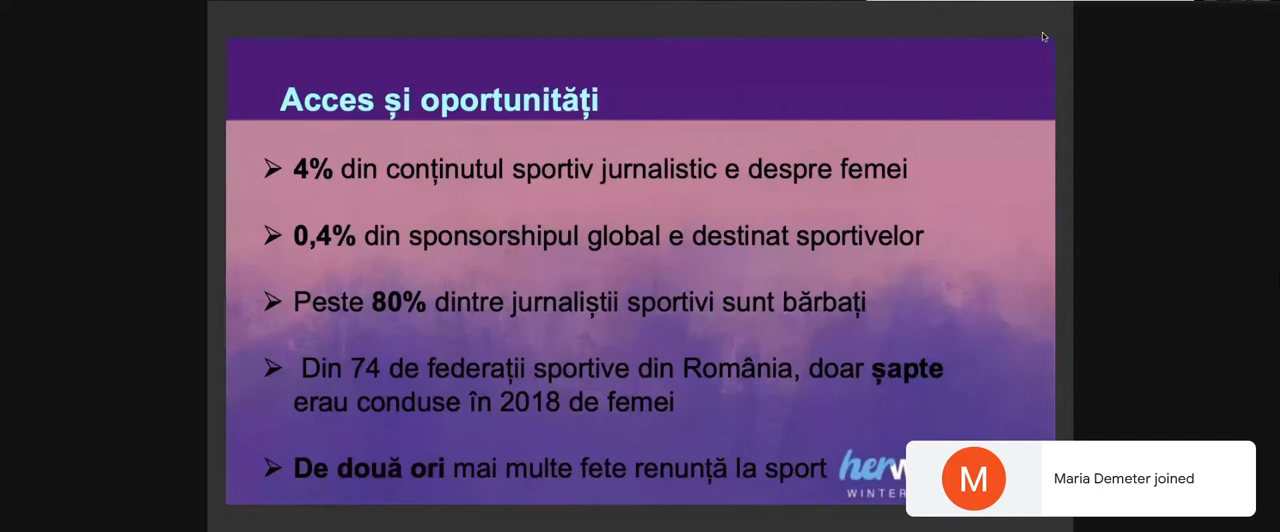 Acces și oportunități
➢ 4% din conținutul sportiv jurnalistic e despre femei
➢ 0,4% din sponsorshipul global e destinat sportivelor
➢ Peste 80% dintre jurnaliștii sportivi sunt bărbați
➢ Din 74 de federații sportive din România, doar șapte
erau conduse în 2018 de femei
➢ De două ori mai multe fete renunță la sport
her
WINTER
M
Maria Demeter joined